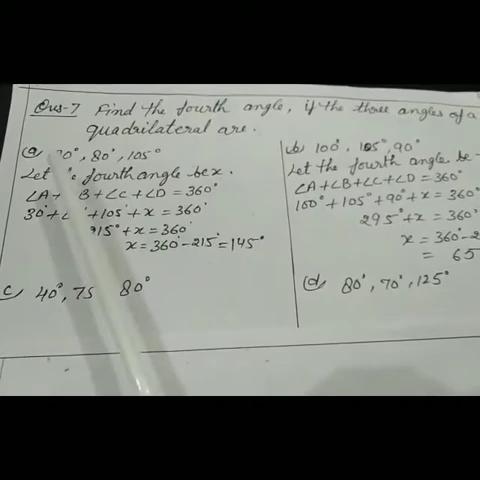 Ques-7 Find the fourth angle, if the three angles of a
quadrilateral are.
(a) 30°, 80°, 105°
Let fourth angle be x.
∠A+ B+∠C+∠D=360°
30°+ +105°+x=360°
215°+x=360°
x=360°-215°=145°
(b) 100°, 105°, 90°
Let the fourth angle be
∠A+∠B+∠C+∠D=360°
100°+105°+90°+x=360°
295°+x=360°
x=360°-2
= 65
(c) 40°, 75 80°
(d) 80°, 70°, 125°